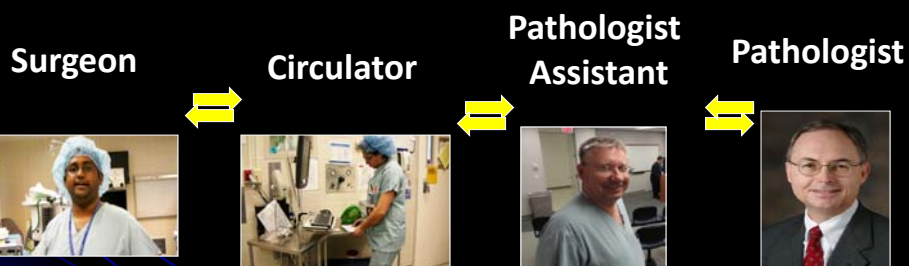 Surgeon
Circulator
Pathologist
Assistant
Pathologist